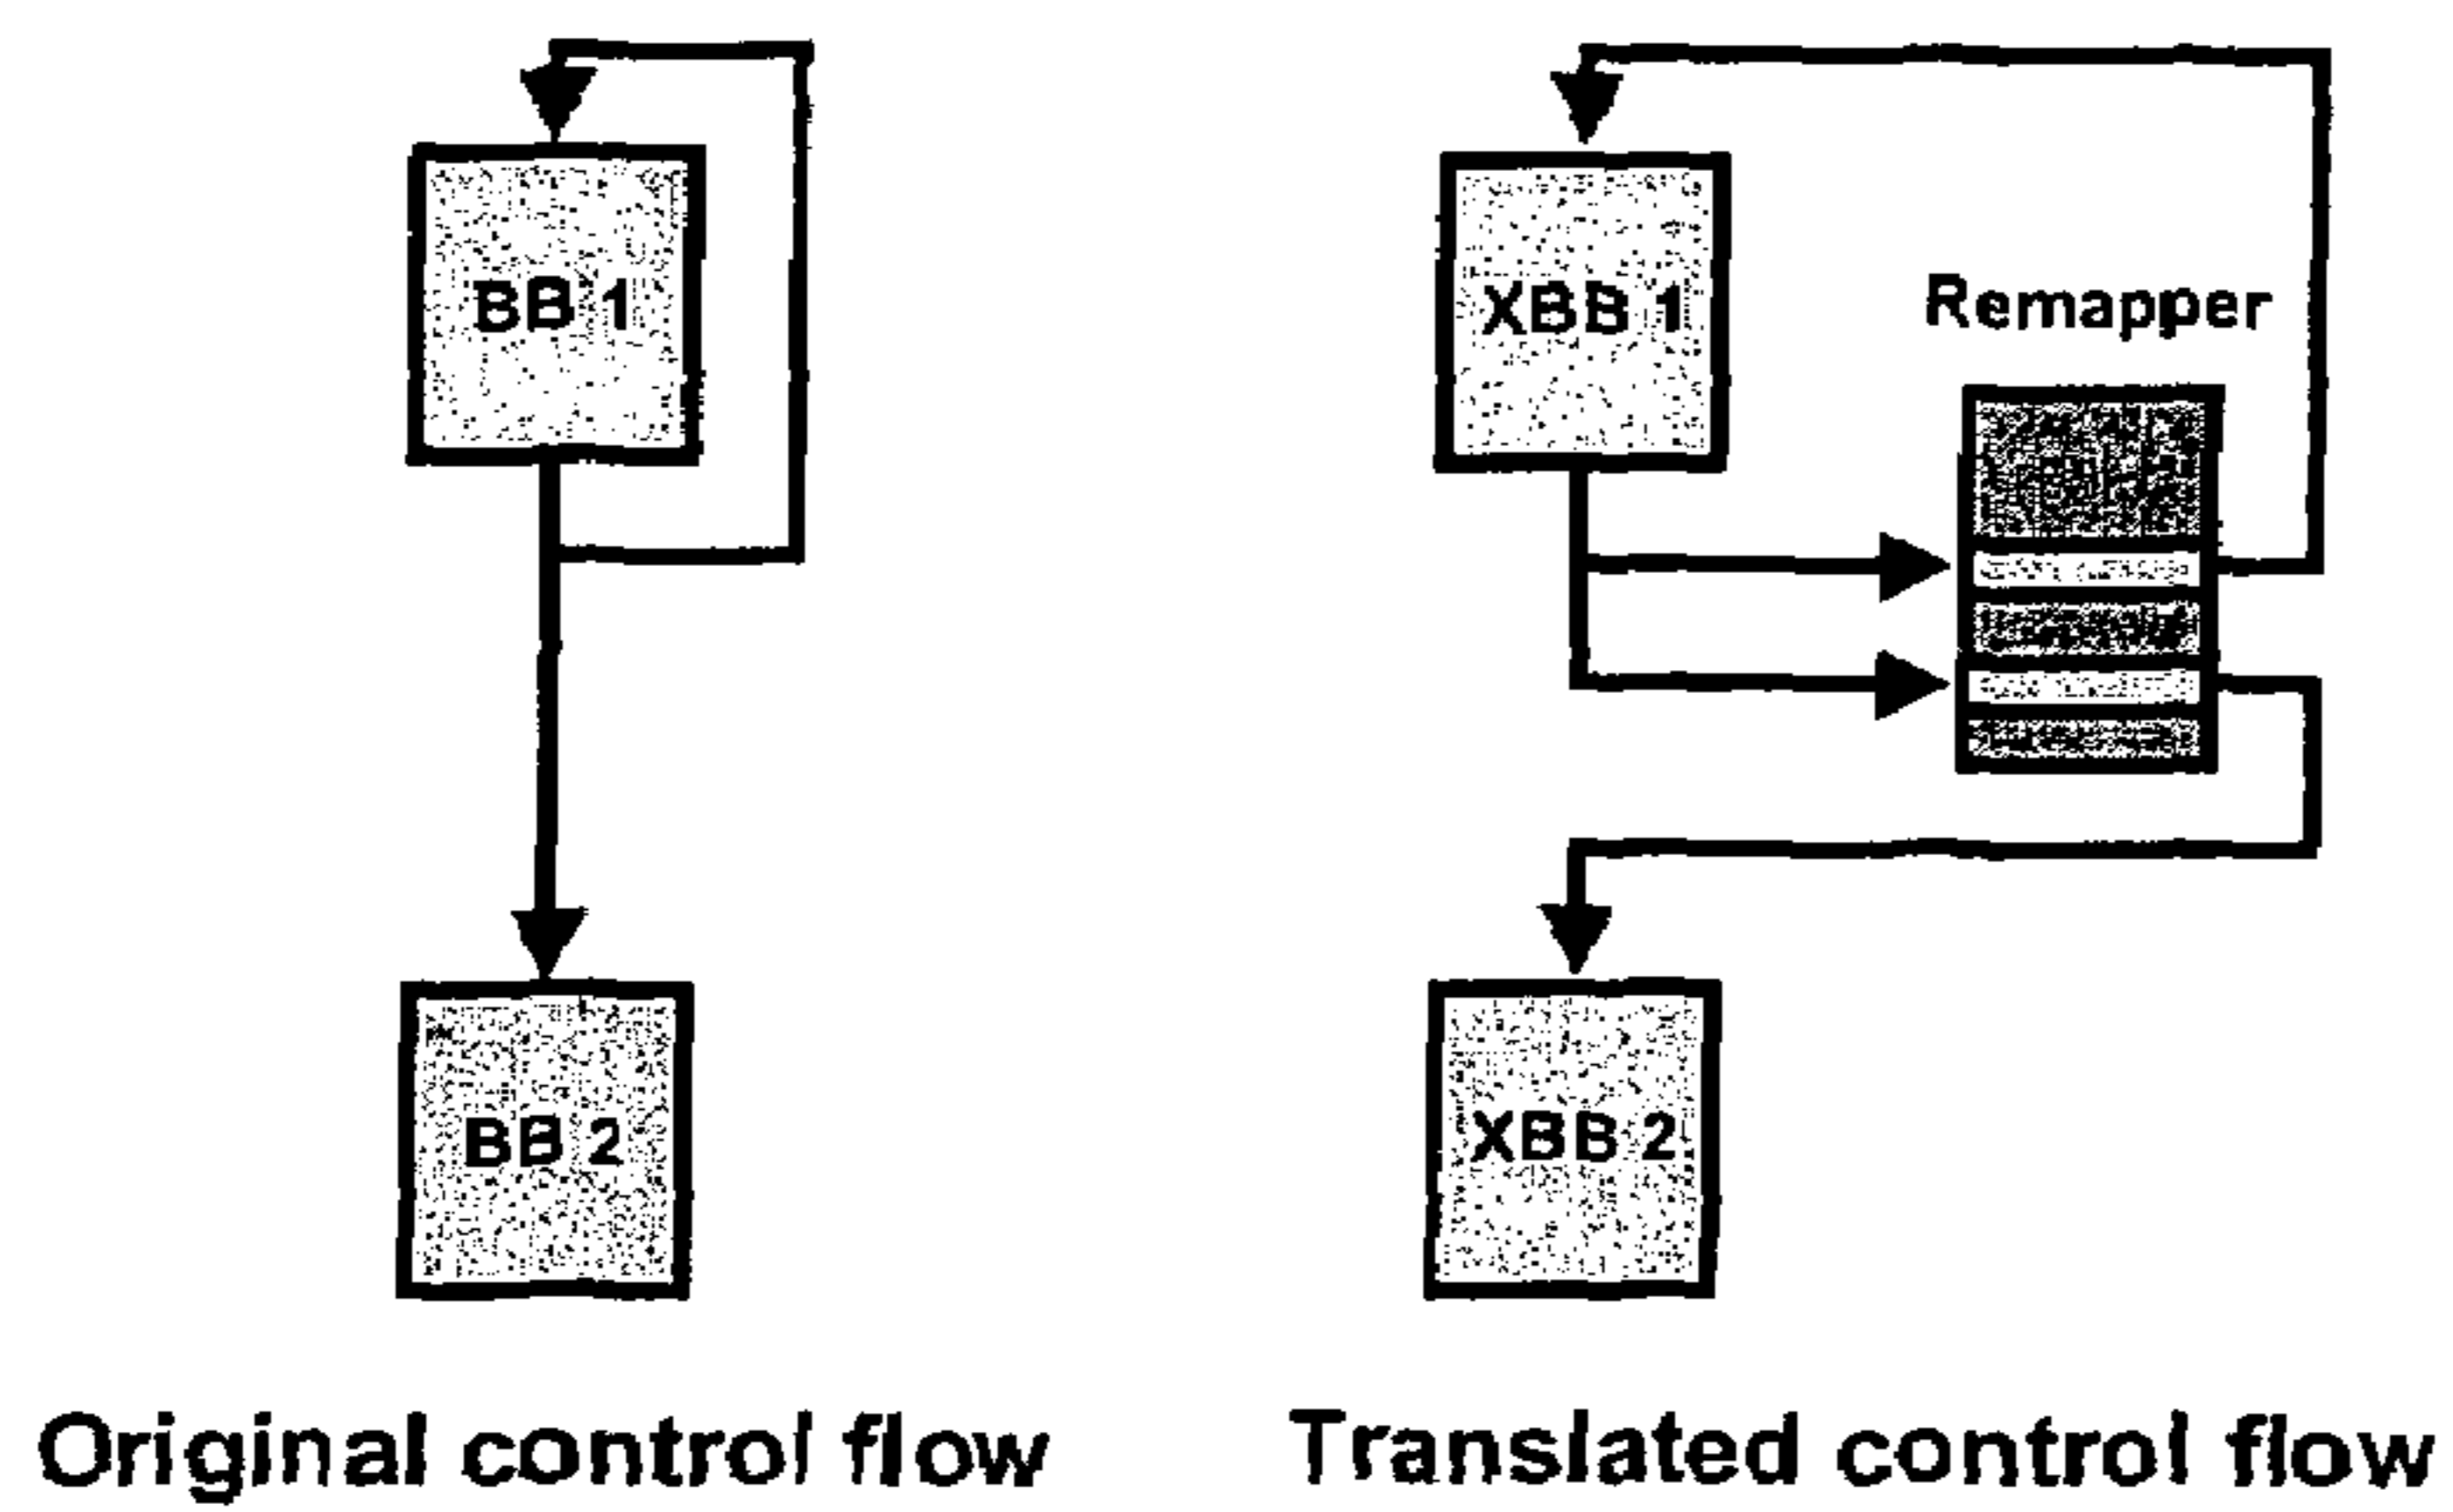 BB 1
XBB 1
Remapper
BB 2
XBB 2
Original control flow
Translated control flow